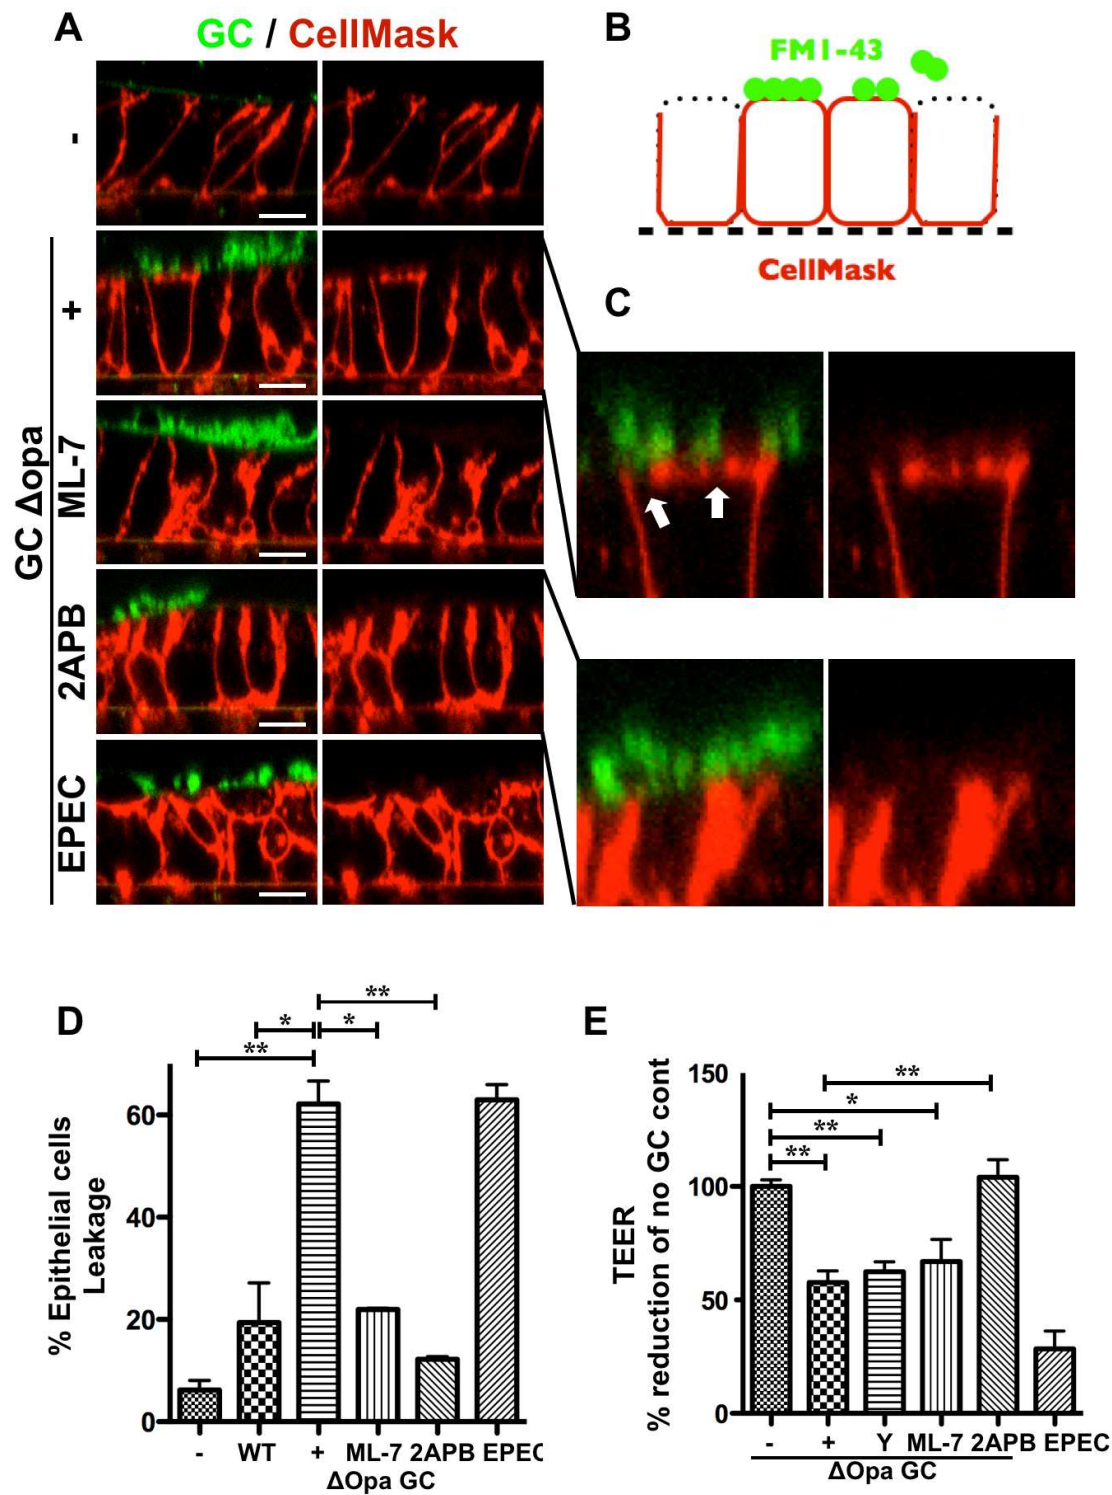 A
GC / CellMask
-
+
ML-7
2APB
EPEC
GC Δopa
B
FM1-43
CellMask
C
D
% Epithelial cells
Leakage
**
* *
**
60
40
20
0
- WT + ML-7 2APB EPEC
ΔOpa GC
E
TEER
% reduction of no GC cont
**
*
**
**
150
100
50
0
- + Y ML-7 2APB EPEC
ΔOpa GC